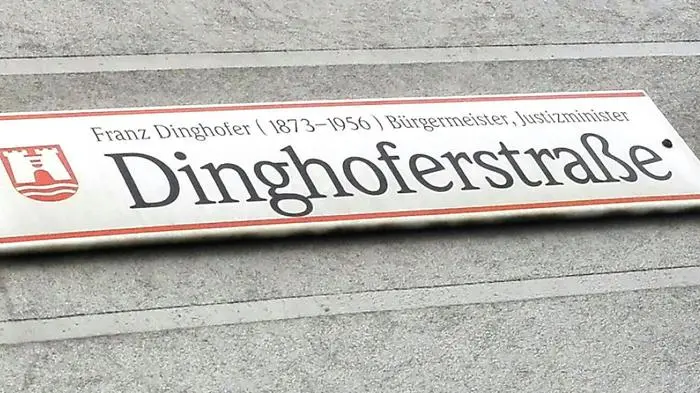 Franz Dinghofer ( 1873–1956 ) Bürgermeister, Justizminister
Dinghoferstraße